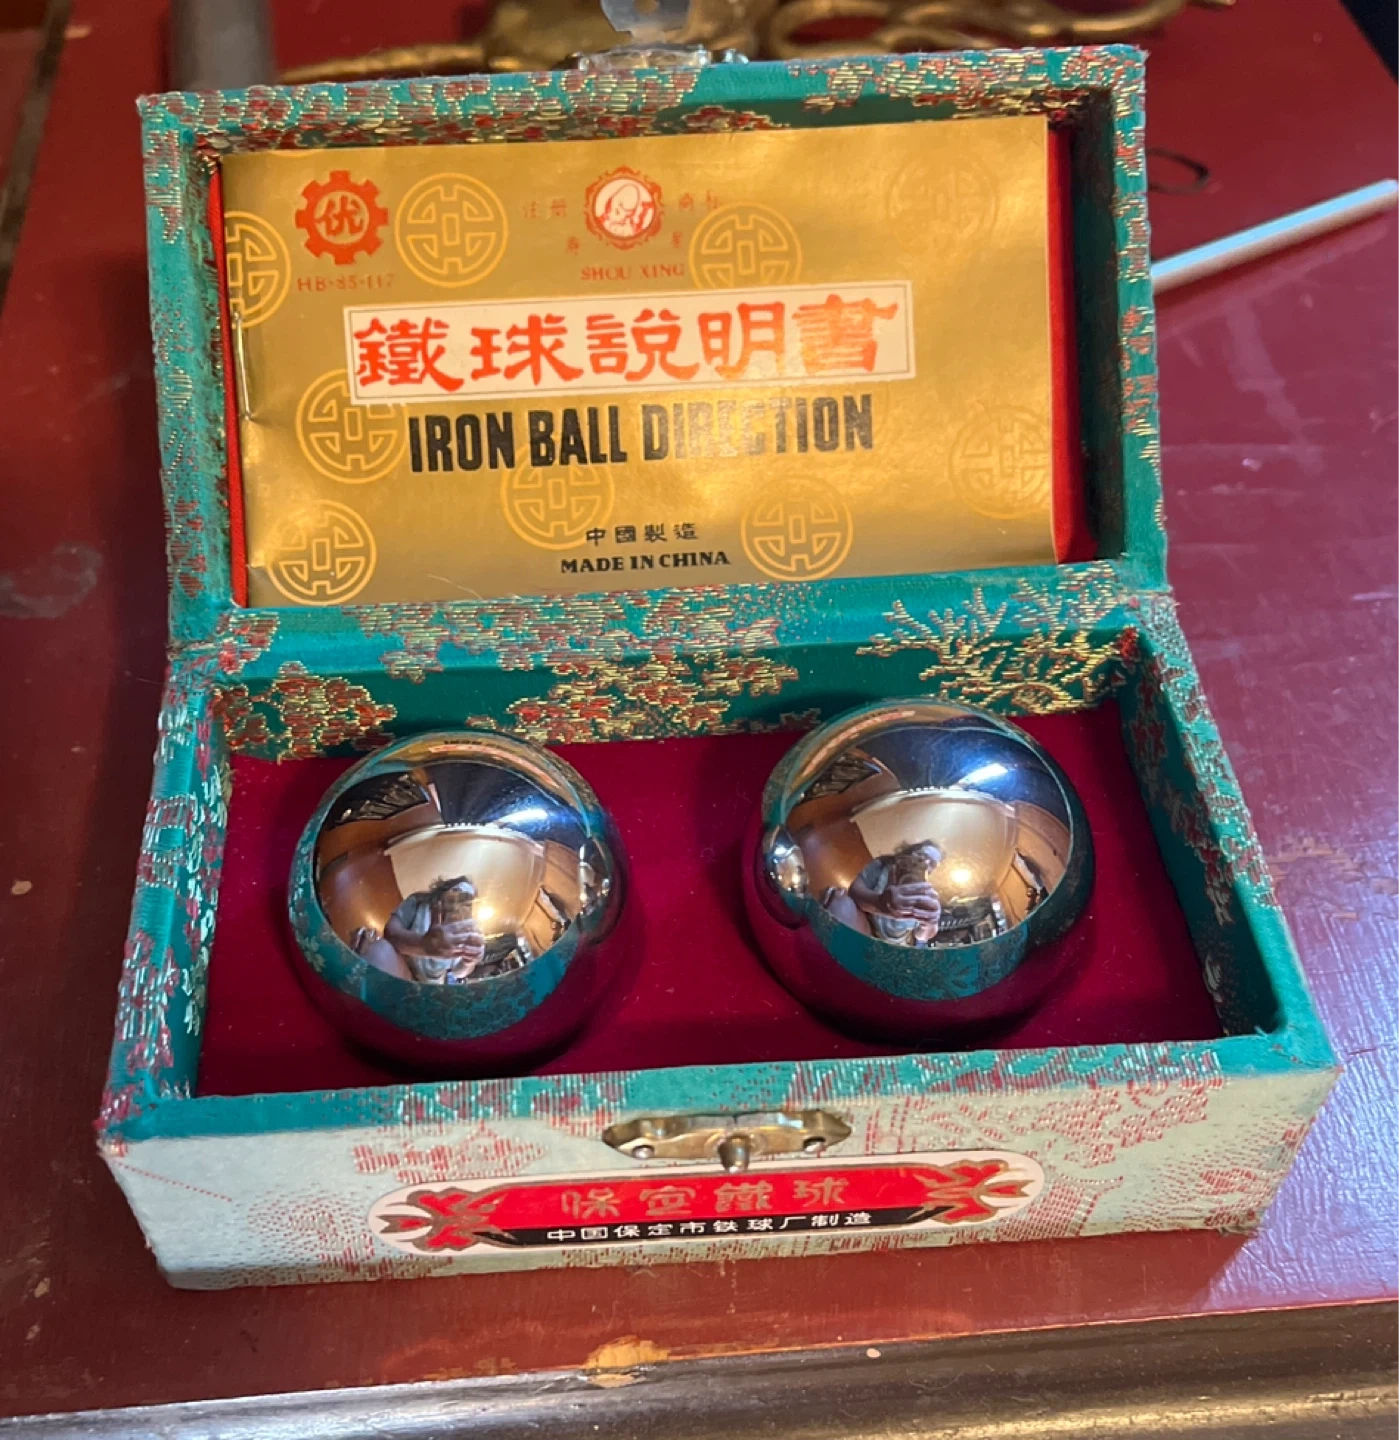 优
HB-85-117
注册 商标
寿 星
SHOU XING
鐵球説明書
IRON BALL DIRECTION
中國製造
MADE IN CHINA
保定鐵球
中国保定市铁球厂制造